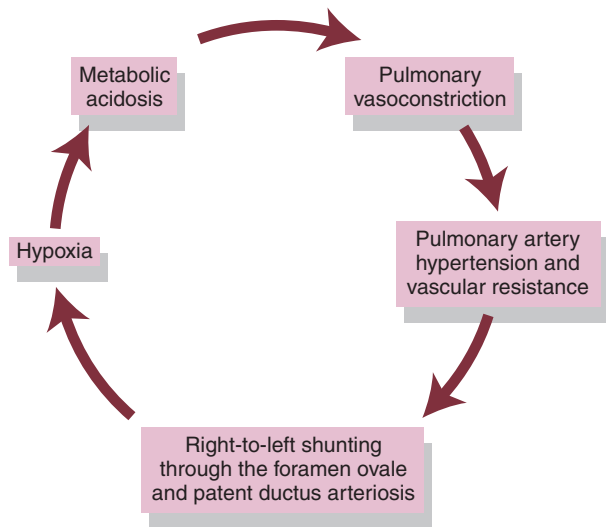 Metabolic
acidosis
Pulmonary
vasoconstriction
Pulmonary artery
hypertension and
vascular resistance
Right-to-left shunting
through the foramen ovale
and patent ductus arteriosis
Hypoxia